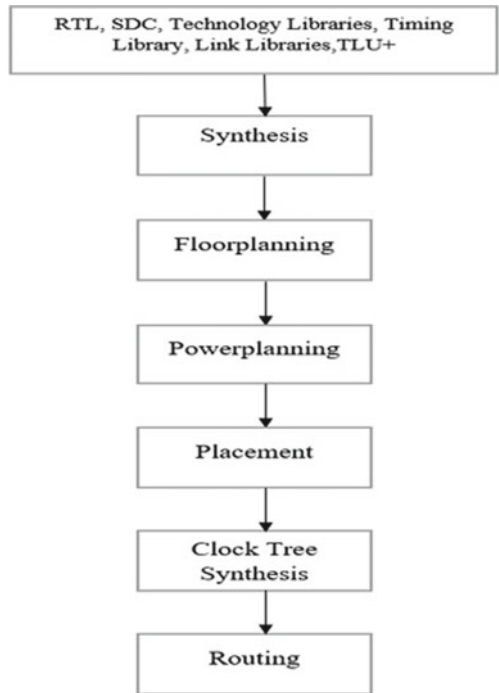 RTL, SDC, Technology Libraries, Timing
Library, Link Libraries,TLU+
Synthesis
Floorplanning
Powerplanning
Placement
Clock Tree
Synthesis
Routing